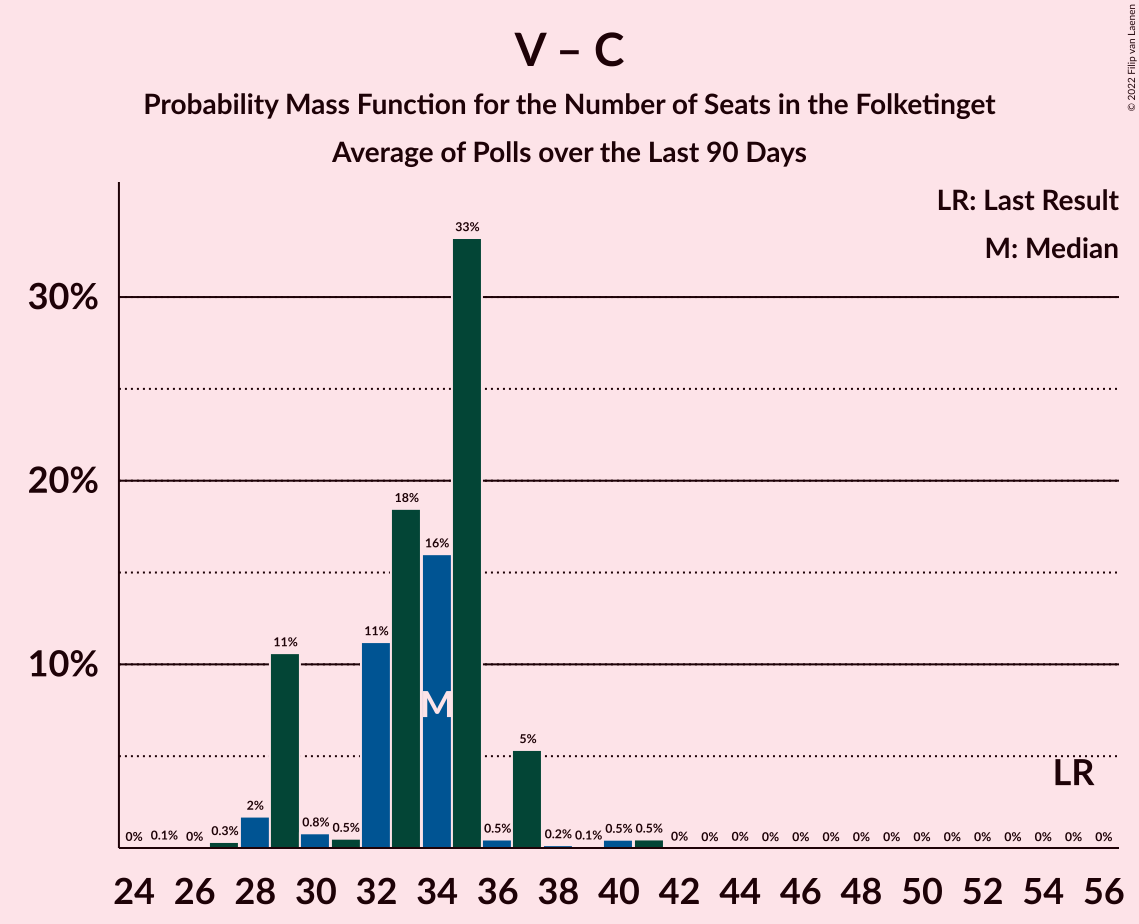 V – C
Probability Mass Function for the Number of Seats in the Folketinget
Average of Polls over the Last 90 Days
© 2022 Filip van Laenen
LR: Last Result
M: Median
30%
20%
10%
0% 0.1% 0% 0.3% 2% 11% 0.8% 0.5% 11% 18% 16% 33% 0.5% 5% 0.2% 0.1% 0.5% 0.5% 0% 0% 0% 0% 0% 0% 0% 0% 0% 0% 0% 0% 0% 0% 0%
M
LR
24 26 28 30 32 34 36 38 40 42 44 46 48 50 52 54 56